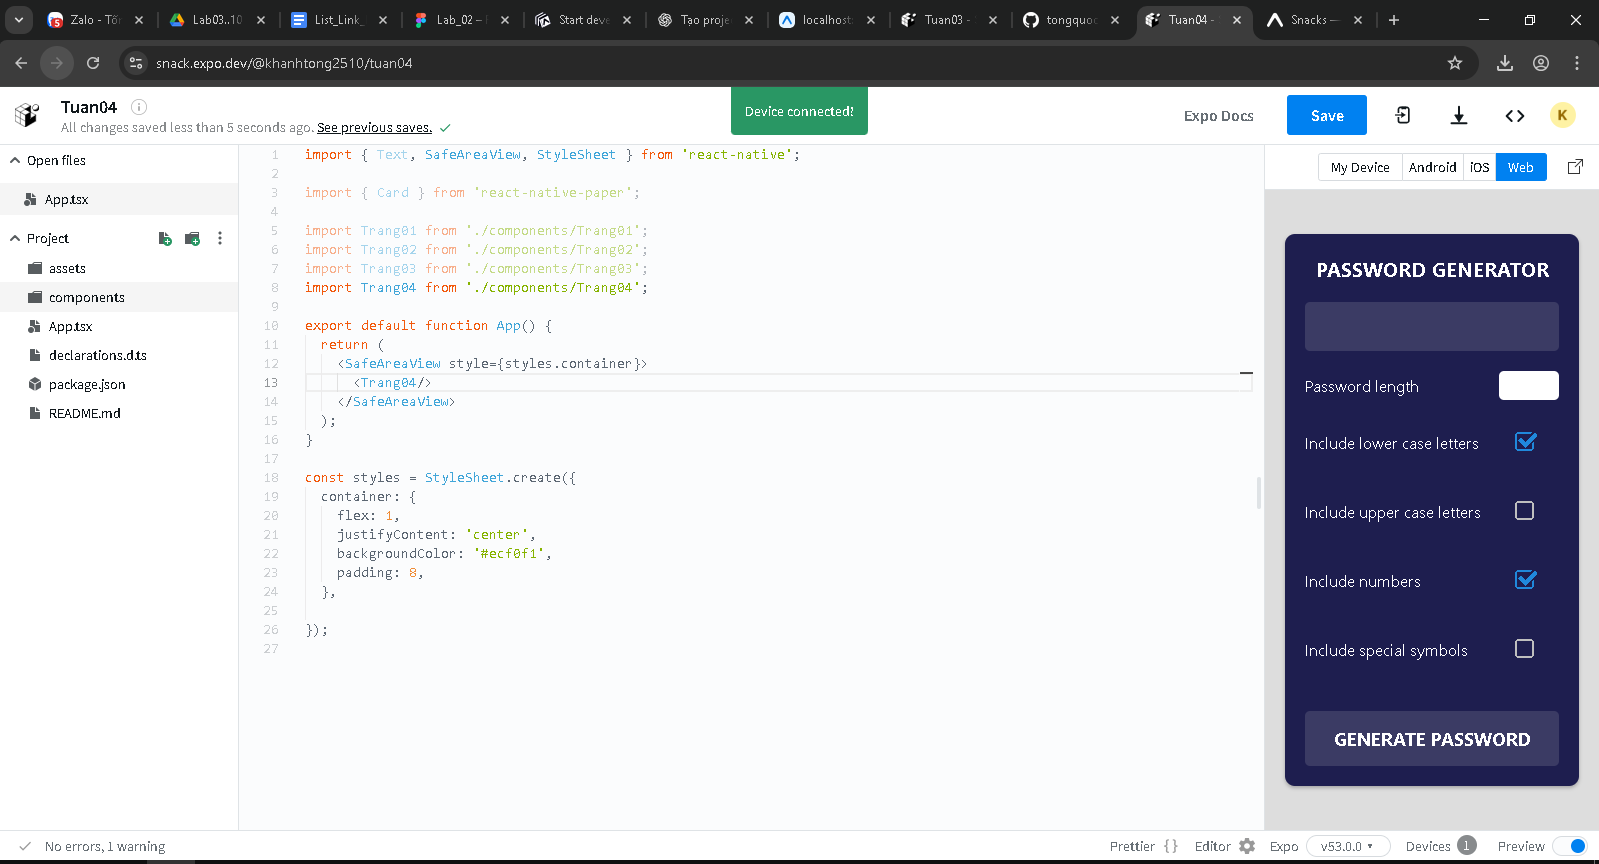 Zalo - Tốn
Lab03..10
List_Link_
Lab_02 –
Start deve
Tạo proje
localhost:
Tuan03 -
tongquoc
Tuan04 -
Snacks —
snack.expo.dev/@khanhtong2510/tuan04
Tuan04
All changes saved less than 5 seconds ago. See previous saves.
Device connected!
Expo Docs
Save
K
Open files
App.tsx
Project
assets
components
App.tsx
declarations.d.ts
package.json
README.md
1 import { Text, SafeAreaView, StyleSheet } from 'react-native';
2
3 import { Card } from 'react-native-paper';
4
5 import Trang01 from './components/Trang01';
6 import Trang02 from './components/Trang02';
7 import Trang03 from './components/Trang03';
8 import Trang04 from './components/Trang04';
9
10 export default function App() {
11 return (
12 <SafeAreaView style={styles.container}>
13 <Trang04/>
14 </SafeAreaView>
15 );
16 }
17
18 const styles = StyleSheet.create({
19 container: {
20 flex: 1,
21 justifyContent: 'center',
22 backgroundColor: '#ecf0f1',
23 padding: 8,
24 },
25
26 });
27
My Device
Android
iOS
Web
PASSWORD GENERATOR
Password length
Include lower case letters
Include upper case letters
Include numbers
Include special symbols
GENERATE PASSWORD
No errors, 1 warning
Prettier {}
Editor
Expo
v53.0.0
Devices 1
Preview